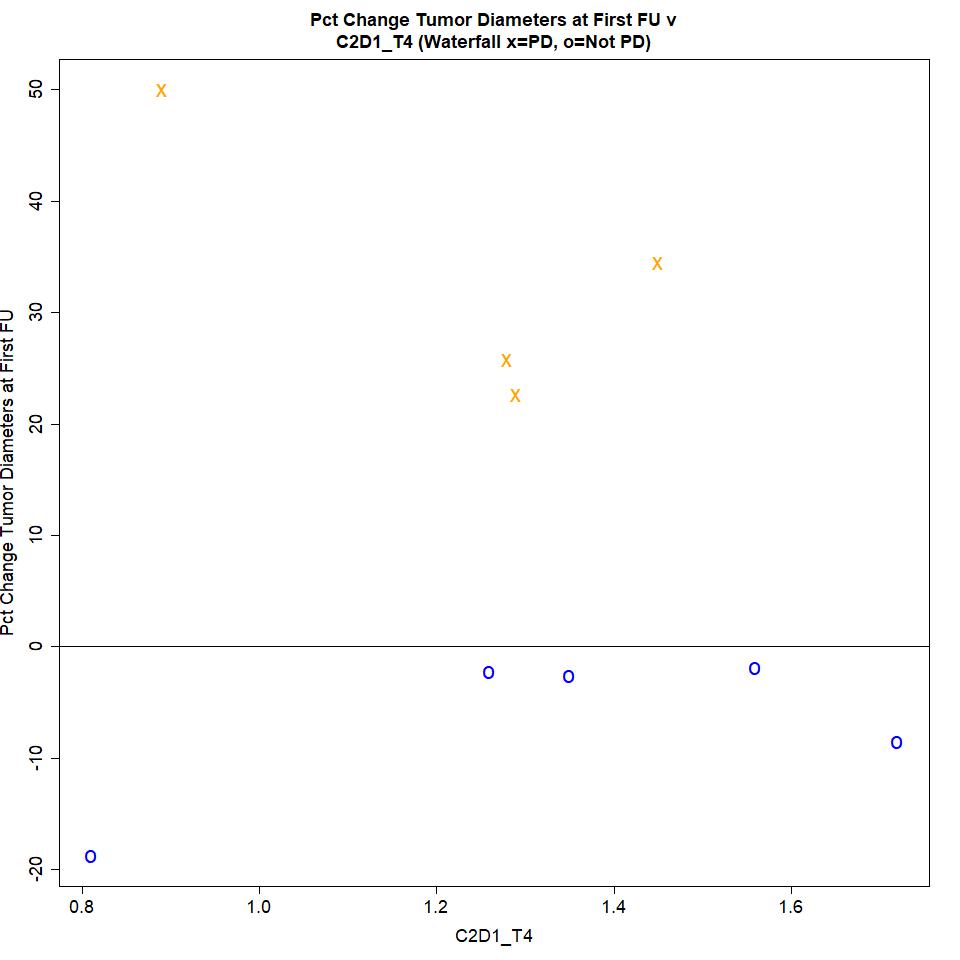 Pct Change Tumor Diameters at First FU v
C2D1_T4 (Waterfall x=PD, o=Not PD)
Pct Change Tumor Diameters at First FU
50
40
30
20
10
0
-10
-20
x
x
x
x
o
o
o
o
o
0.8 1.0 1.2 1.4 1.6
C2D1_T4